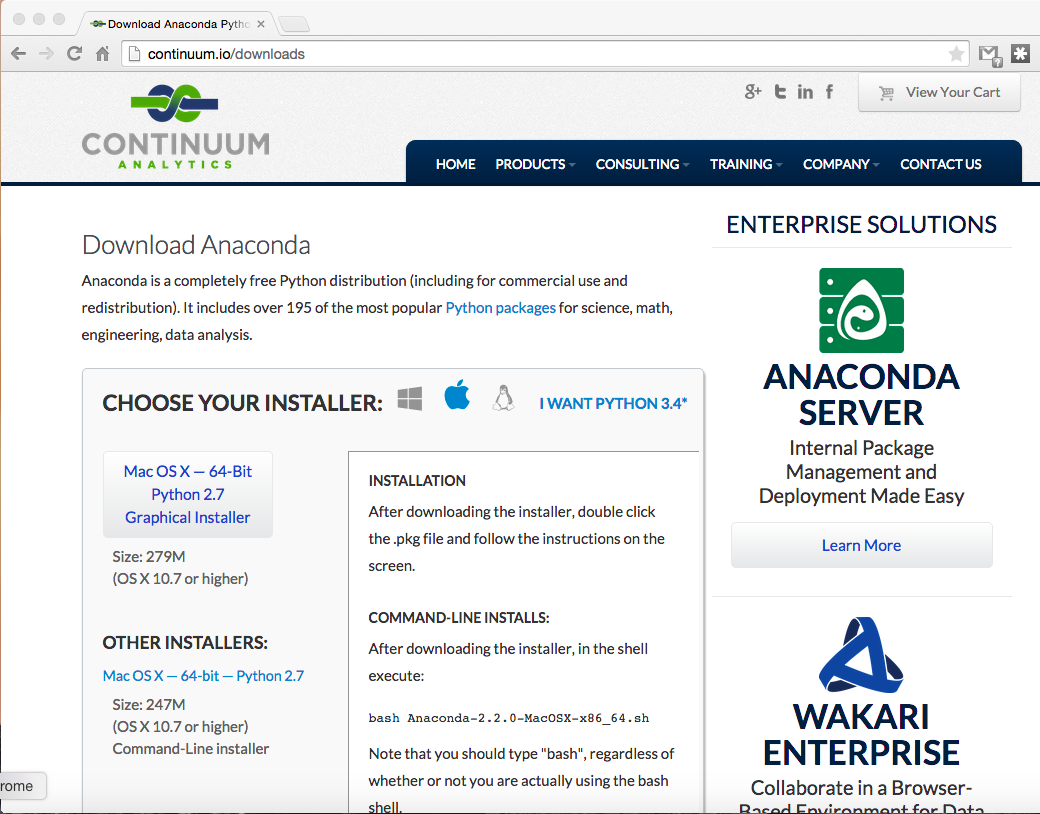 Download Anaconda Pytho
continuum.io/downloads
View Your Cart
CONTINUUM
ANALYTICS
HOME PRODUCTS CONSULTING TRAINING COMPANY CONTACT US
Download Anaconda
Anaconda is a completely free Python distribution (including for commercial use and
redistribution). It includes over 195 of the most popular Python packages for science, math,
engineering, data analysis.
CHOOSE YOUR INSTALLER:
I WANT PYTHON 3.4*
Mac OS X — 64-Bit
Python 2.7
Graphical Installer
Size: 279M
(OS X 10.7 or higher)
OTHER INSTALLERS:
Mac OS X — 64-bit — Python 2.7
Size: 247M
(OS X 10.7 or higher)
Command-Line installer
INSTALLATION
After downloading the installer, double click
the .pkg file and follow the instructions on the
screen.
COMMAND-LINE INSTALLS:
After downloading the installer, in the shell
execute:
bash Anaconda-2.2.0-MacOSX-x86_64.sh
Note that you should type "bash", regardless of
whether or not you are actually using the bash
shell.
ENTERPRISE SOLUTIONS
ANACONDA
SERVER
Internal Package
Management and
Deployment Made Easy
Learn More
WAKARI
ENTERPRISE
Collaborate in a Browser-
Based Environment for Data
rome